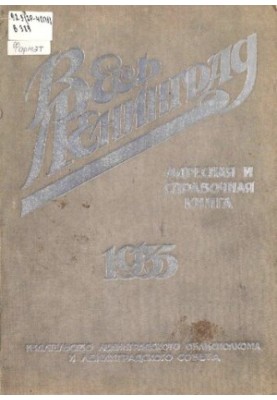 Весь
Ленинград
АДРЕСНАЯ И
СПРАВОЧНАЯ
КНИГА
1935
ИЗДАТЕЛЬСТВО ЛЕНИНГРАДСКОГО ОБЛИСПОЛКОМА
И ЛЕНИНГРАДСКОГО СОВЕТА